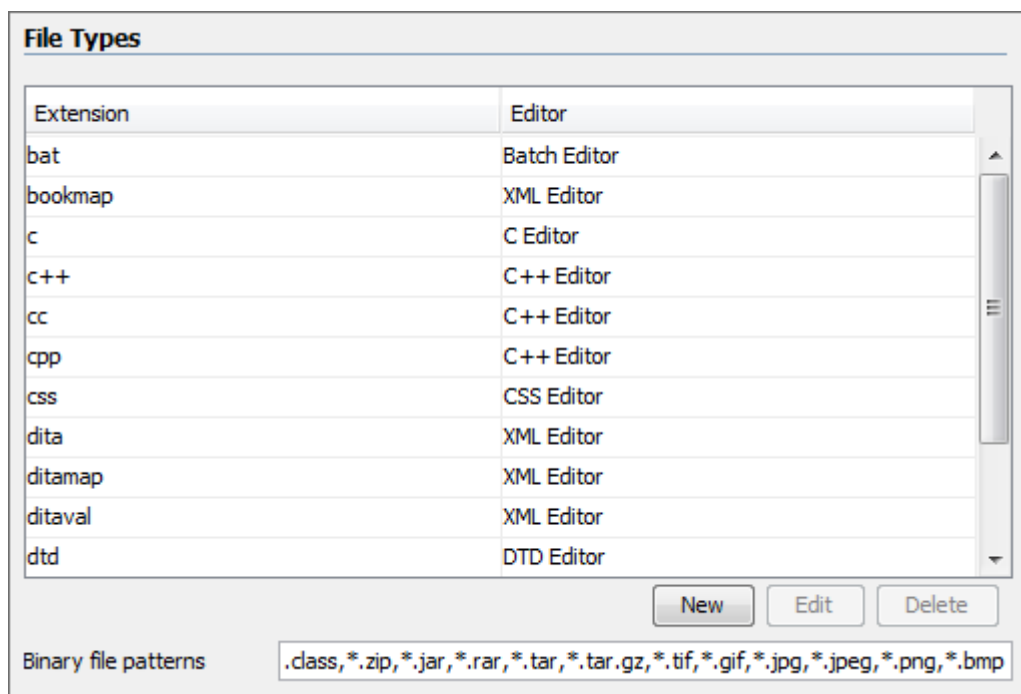 File Types
Extension Editor
bat Batch Editor
bookmap XML Editor
c C Editor
c++ C++ Editor
cc C++ Editor
cpp C++ Editor
css CSS Editor
dita XML Editor
ditamap XML Editor
ditaval XML Editor
dtd DTD Editor
New Edit Delete
Binary file patterns .class,*.zip,*.jar,*.rar,*.tar,*.tar.gz,*.tif,*.gif,*.jpg,*.jpeg,*.png,*.bmp